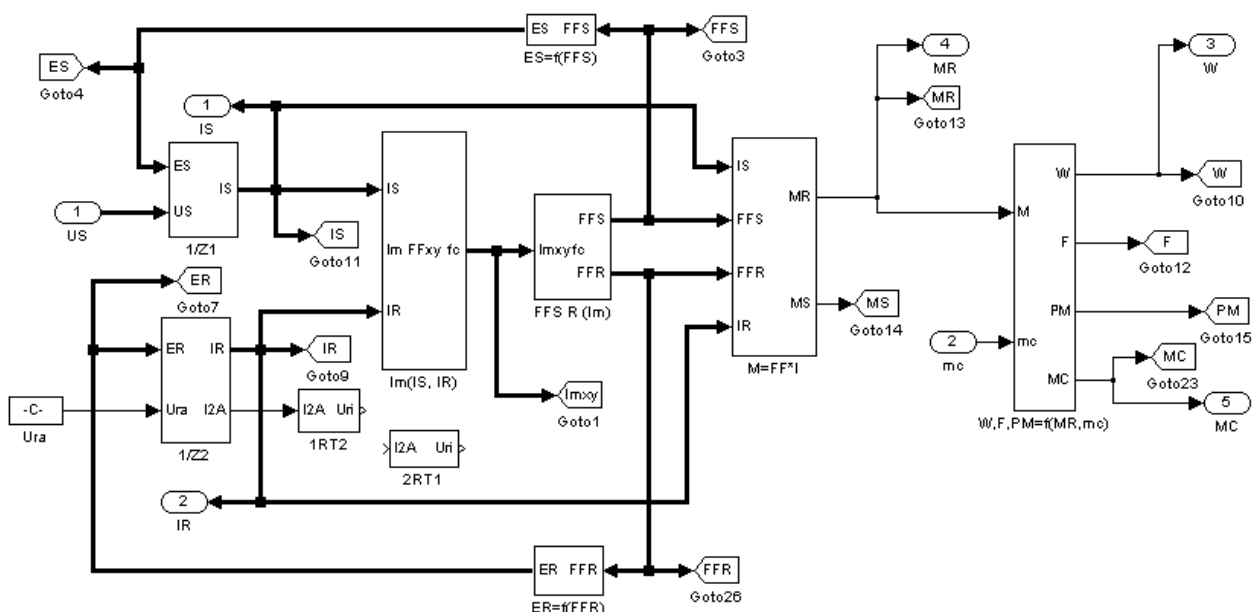 ES FFS
ES=f(FFS)
FFS
Goto3
ES
Goto4
1
IS
4
MR
MR
Goto13
3
W
ES
US
IS
1/Z1
1
US
IS
Goto11
IS
IR
Im FFxy fc
Im(IS, IR)
Imxyfc
FFS
FFR
FFS R (Im)
IS
FFS
FFR
IR
MR
MS
M=FF*I
MS
Goto14
M
mc
W
F
PM
MC
W,F,PM=f(MR,mc)
W
Goto10
F
Goto12
PM
Goto15
2
mc
MC
Goto23
5
MC
ER
Goto7
ER
Ura
IR
I2A
1/Z2
IR
Goto9
-C-
Ura
I2A Uri
1RT2
I2A Uri
2RT1
Imxy
Goto1
2
IR
ER FFR
ER=f(FFR)
FFR
Goto26